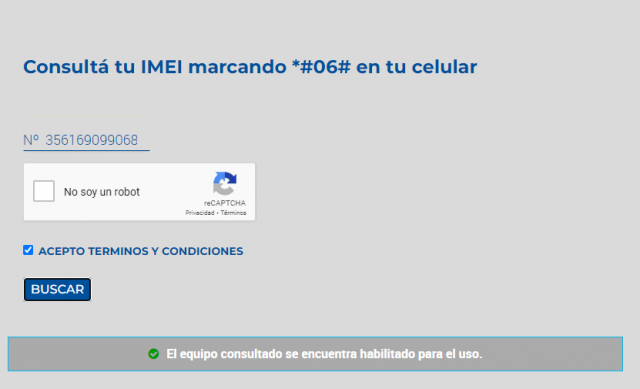 Consultá tu IMEI marcando *#06# en tu celular
Nº 356169099068
No soy un robot
reCAPTCHA
Privacidad - Términos
ACEPTO TERMINOS Y CONDICIONES
BUSCAR
El equipo consultado se encuentra habilitado para el uso.